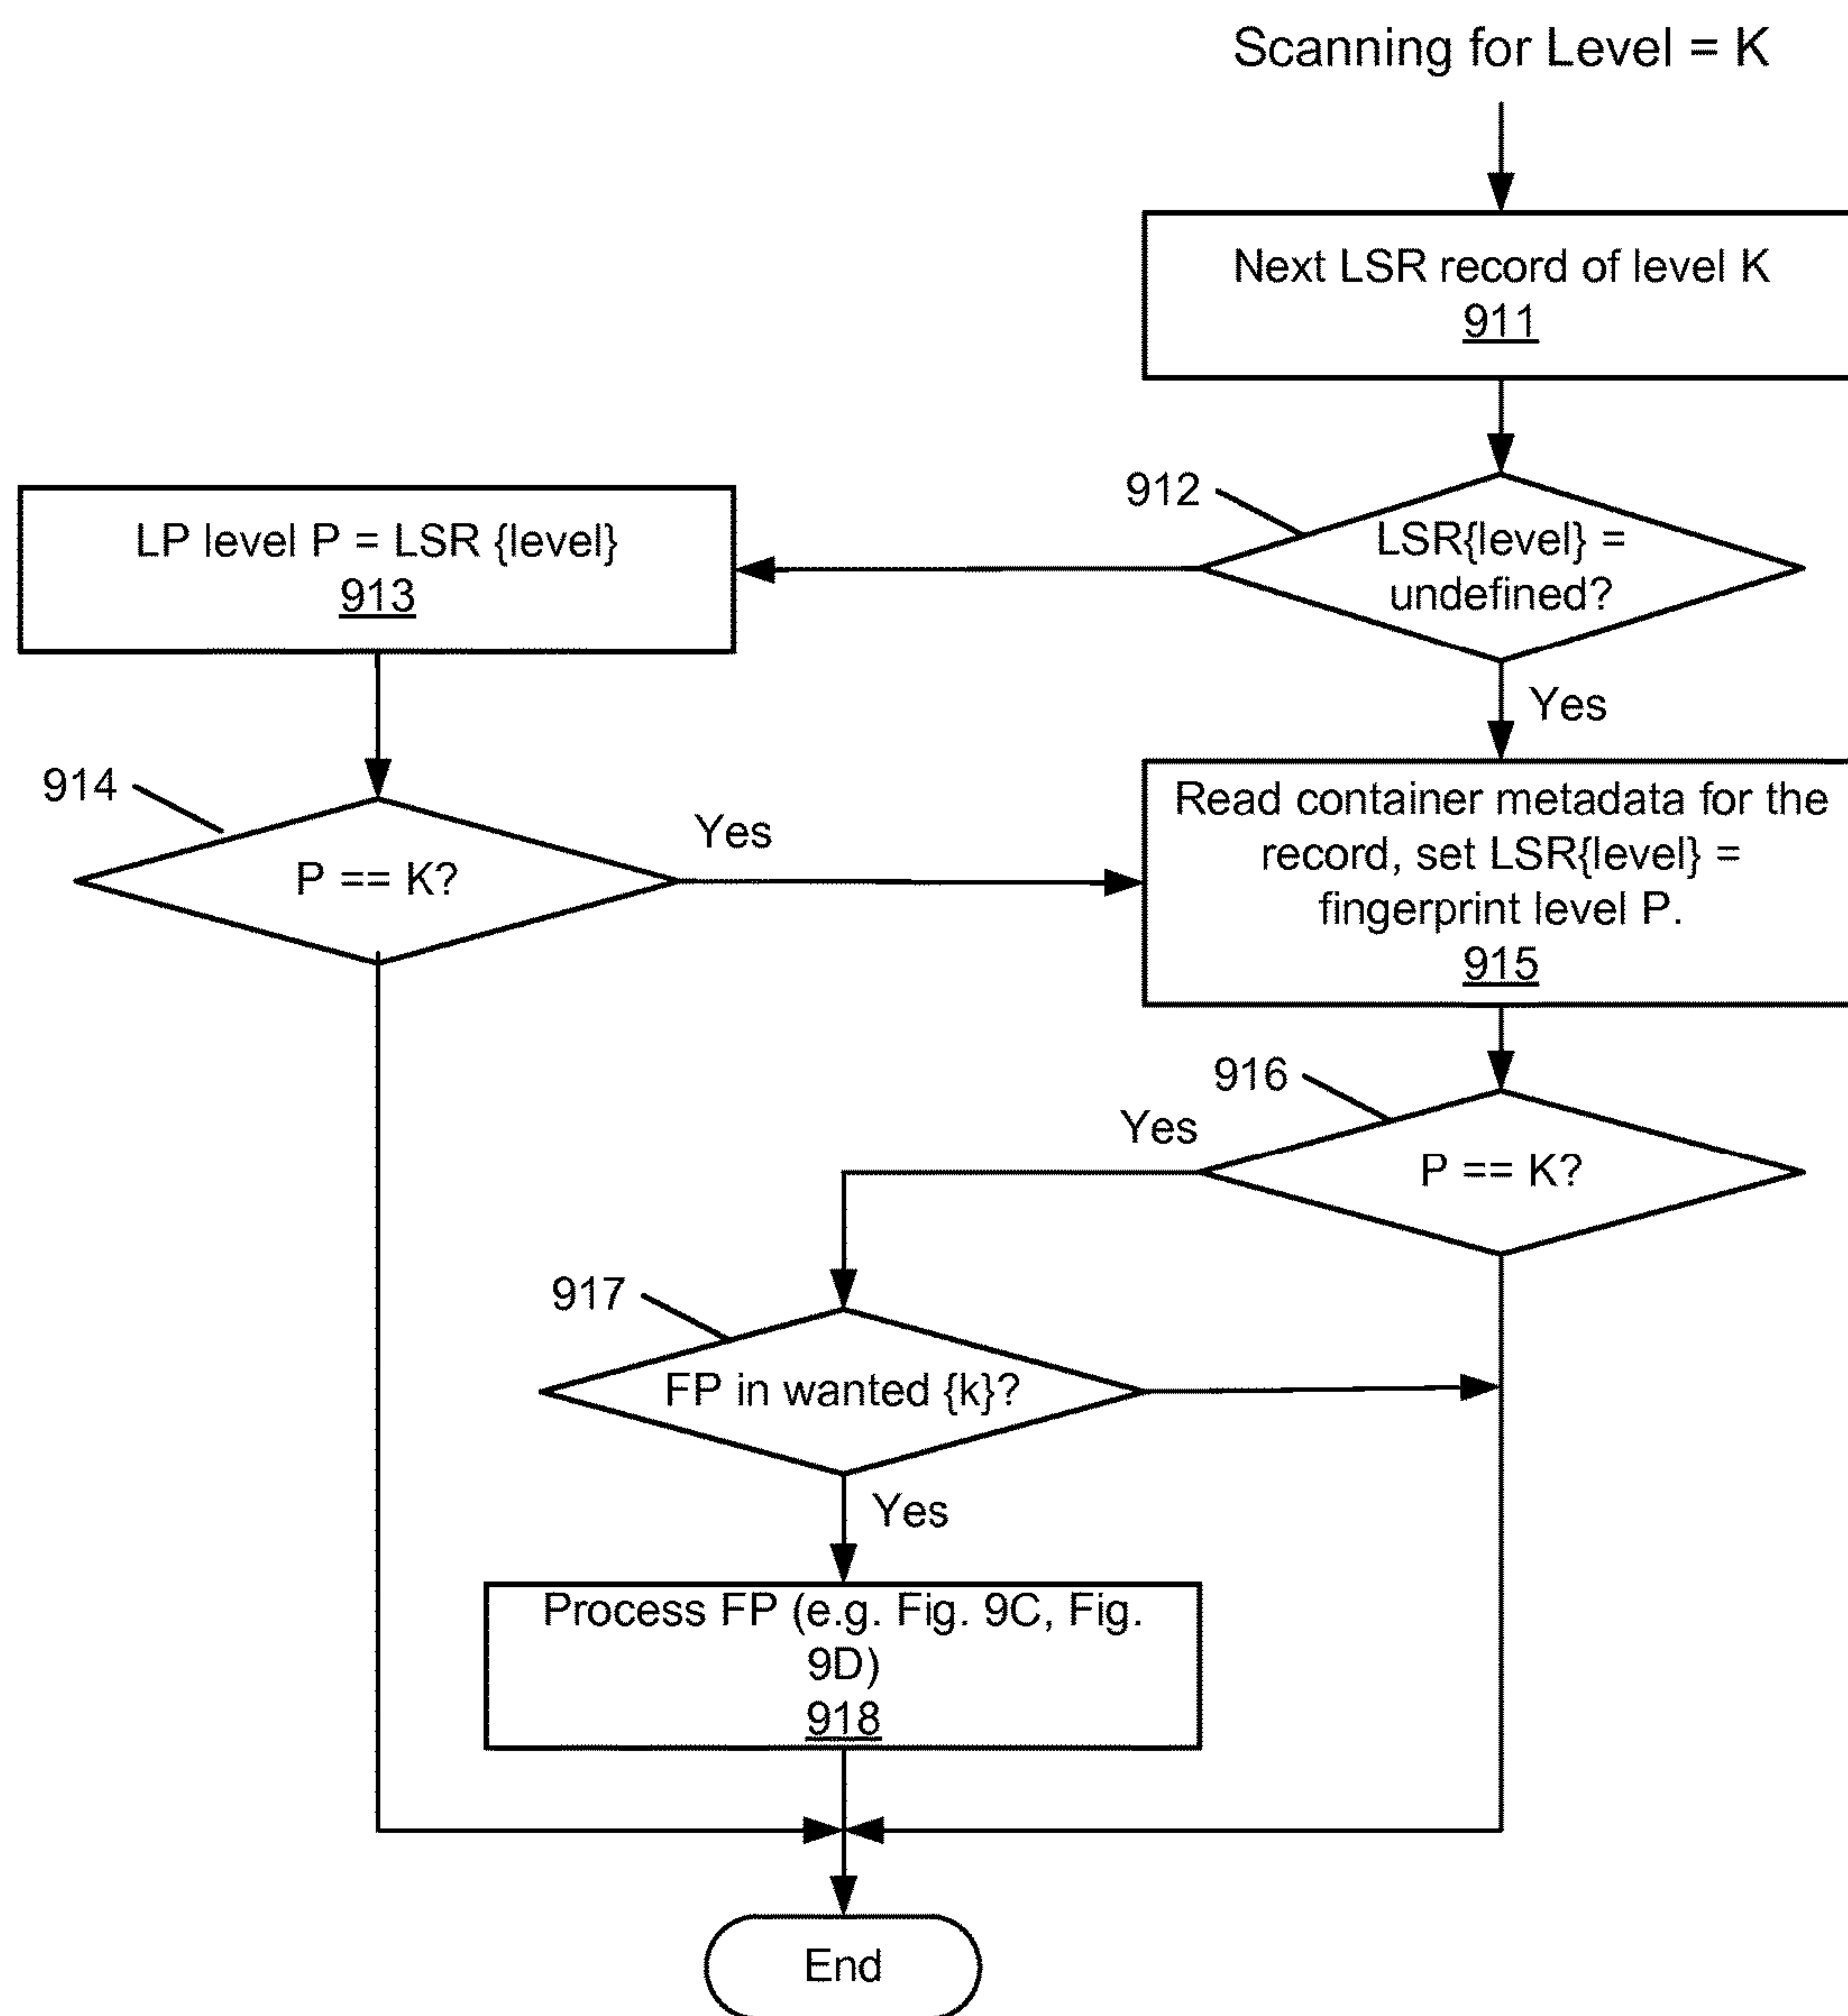 Scanning for Level = K
Next LSR record of level K
911
912
LSR{level} =
undefined?
LP level P = LSR {level}
913
Yes
914
P == K?
Yes
Read container metadata for the
record, set LSR{level} =
fingerprint level P.
915
916
Yes
P == K?
917
FP in wanted {k}?
Yes
Process FP (e.g. Fig. 9C, Fig.
9D)
918
End